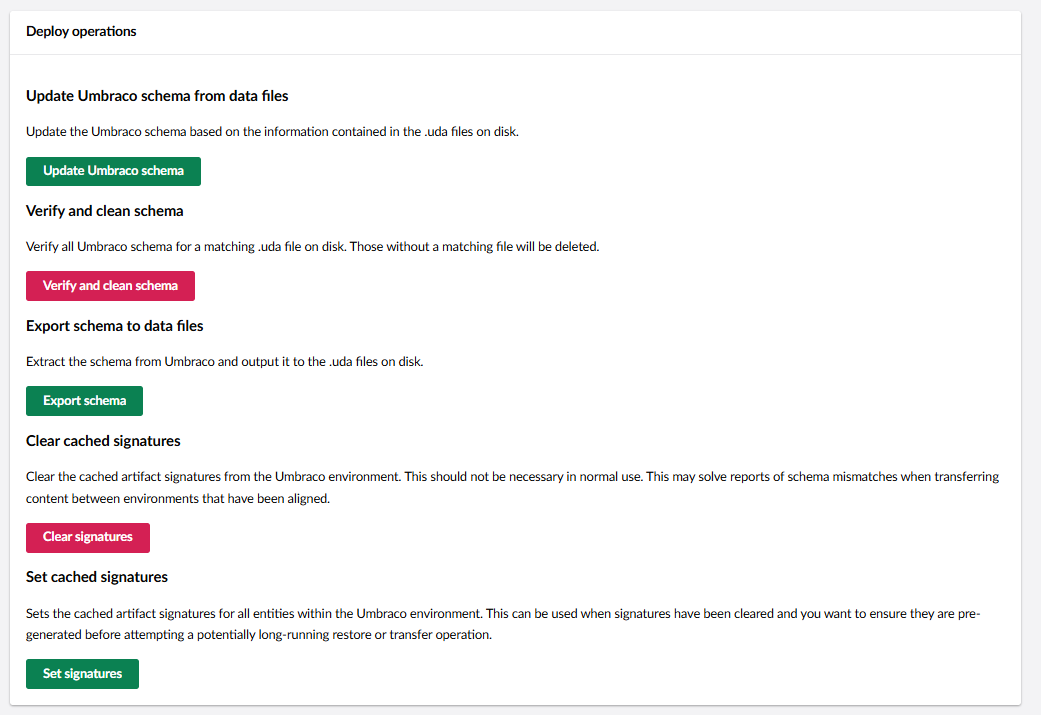 Deploy operations
Update Umbraco schema from data files
Update the Umbraco schema based on the information contained in the .uda files on disk.
Update Umbraco schema
Verify and clean schema
Verify all Umbraco schema for a matching .uda file on disk. Those without a matching file will be deleted.
Verify and clean schema
Export schema to data files
Extract the schema from Umbraco and output it to the .uda files on disk.
Export schema
Clear cached signatures
Clear the cached artifact signatures from the Umbraco environment. This should not be necessary in normal use. This may solve reports of schema mismatches when transferring
content between environments that have been aligned.
Clear signatures
Set cached signatures
Sets the cached artifact signatures for all entities within the Umbraco environment. This can be used when signatures have been cleared and you want to ensure they are pre-
generated before attempting a potentially long-running restore or transfer operation.
Set signatures